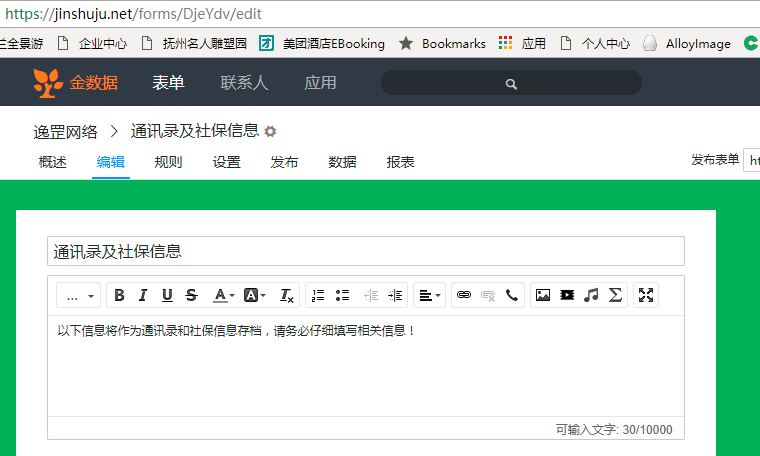 https://jinshuju.net/forms/DjeYdv/edit
兰全景游 企业中心 抚州名人雕塑园 团 美团酒店EBooking Bookmarks 应用 个人中心 AlloyImage
金数据 表单 联系人 应用
逸罡网络 > 通讯录及社保信息
概述 编辑 规则 设置 发布 数据 报表 发布表单 ht
通讯录及社保信息
... B I U S A A Ix
以下信息将作为通讯录和社保信息存档，请务必仔细填写相关信息！
可输入文字: 30/10000